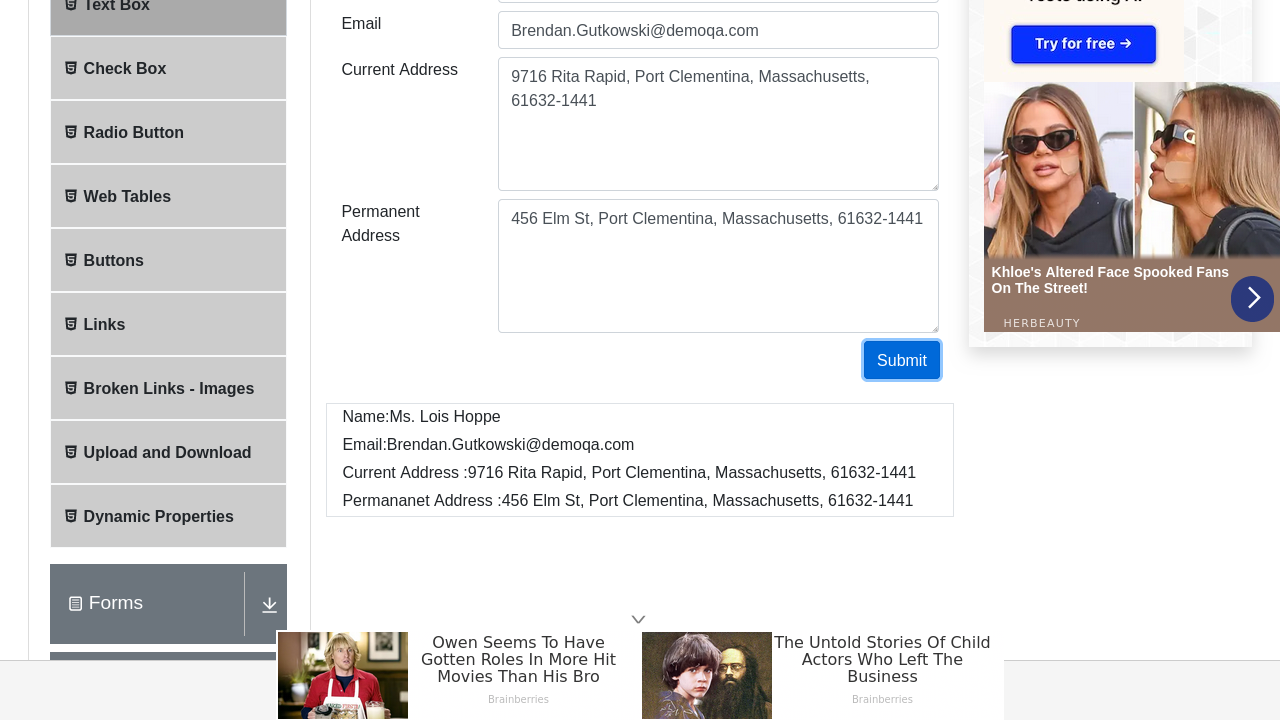 Text Box
Check Box
Radio Button
Web Tables
Buttons
Links
Broken Links - Images
Upload and Download
Dynamic Properties
Forms
Email
Brendan.Gutkowski@demoqa.com
Current Address
9716 Rita Rapid, Port Clementina, Massachusetts,
61632-1441
Permanent
Address
456 Elm St, Port Clementina, Massachusetts, 61632-1441
Submit
Name:Ms. Lois Hoppe
Email:Brendan.Gutkowski@demoqa.com
Current Address :9716 Rita Rapid, Port Clementina, Massachusetts, 61632-1441
Permananet Address :456 Elm St, Port Clementina, Massachusetts, 61632-1441
Try for free →
Khloe's Altered Face Spooked Fans
On The Street!
HERBEAUTY
Owen Seems To Have
Gotten Roles In More Hit
Movies Than His Bro
Brainberries
The Untold Stories Of Child
Actors Who Left The
Business
Brainberries